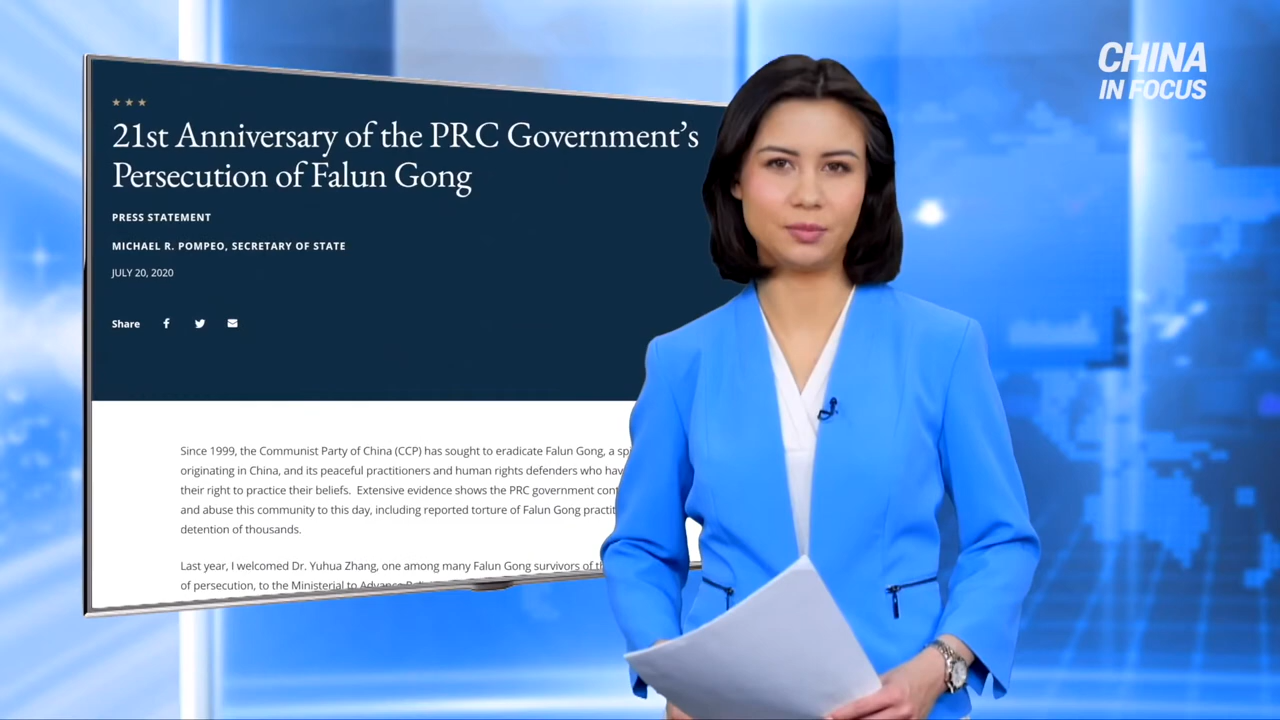 CHINA
IN FOCUS
21st Anniversary of the PRC Government's
Persecution of Falun Gong
PRESS STATEMENT
MICHAEL R. POMPEO, SECRETARY OF STATE
JULY 20, 2020
Share
Since 1999, the Communist Party of China (CCP) has sought to eradicate Falun Gong, a sp
originating in China, and its peaceful practitioners and human rights defenders who hav
their right to practice their beliefs. Extensive evidence shows the PRC government cont
and abuse this community to this day, including reported torture of Falun Gong practit
detention of thousands.
Last year, I welcomed Dr. Yuhua Zhang, one among many Falun Gong survivors of th
of persecution, to the Ministerial to Advance